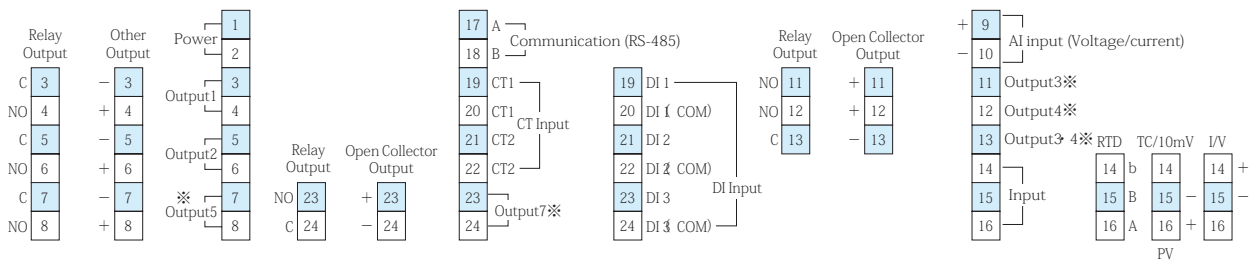 Relay Output
C 3
NO 4
C 5
NO 6
C 7
NO 8
Other Output
− 3
+ 4
− 5
+ 6
− 7
+ 8
Power
1
2
Output1
3
4
Output2
5
6
※ Output5
7
8
Relay Output
NO 23
C 24
Open Collector Output
+ 23
− 24
17 A
18 B
Communication (RS-485)
19 CT1
20 CT1
21 CT2
22 CT2
CT Input
23
24
Output7※
19 DI 1
20 DI 1( COM)
21 DI 2
22 DI 2( COM)
23 DI 3
24 DI 3( COM)
DI Input
Relay Output
NO 11
NO 12
C 13
Open Collector Output
+ 11
+ 12
− 13
+ 9
− 10
AI input (Voltage/current)
11 Output3※
12 Output4※
13 Output3· 4※
14
15
16
Input
RTD
14 b
15 B
16 A
TC/10mV
14
15 −
16 +
PV
I/V
14 +
15 −
16